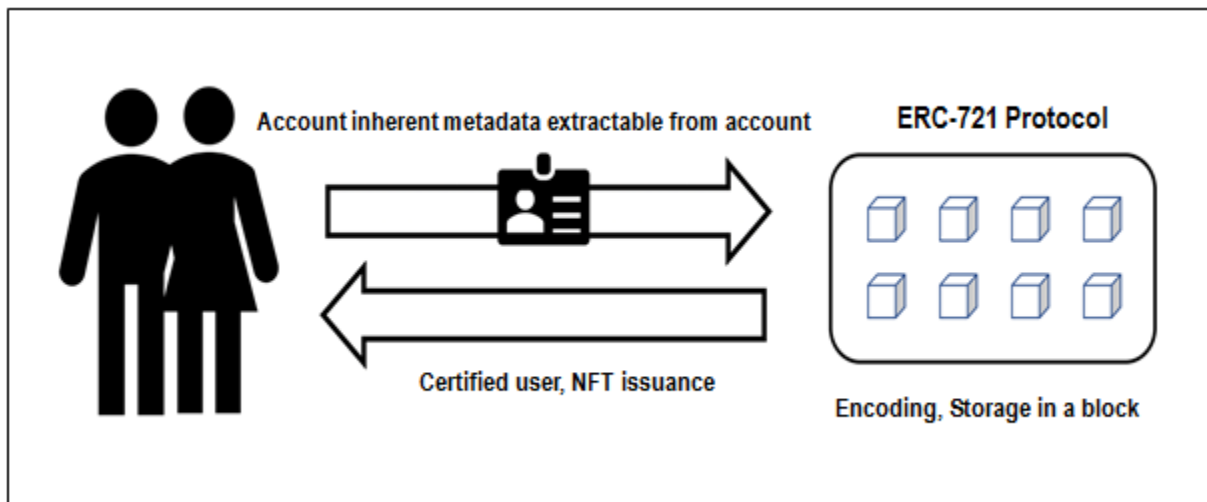 Account inherent metadata extractable from account
ERC-721 Protocol
Certified user, NFT issuance
Encoding, Storage in a block